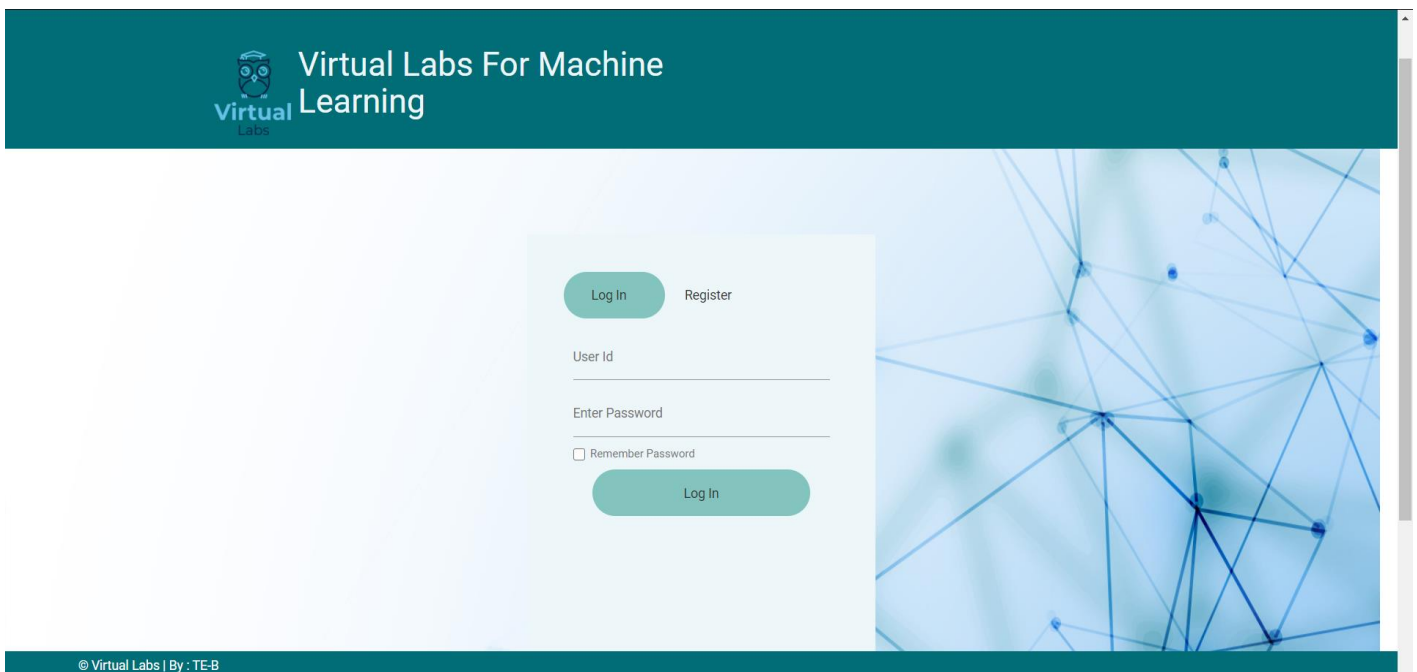 Virtual Labs For Machine
Learning
Virtual
Labs
Log In Register
User Id
Enter Password
Remember Password
Log In
© Virtual Labs | By : TE-B